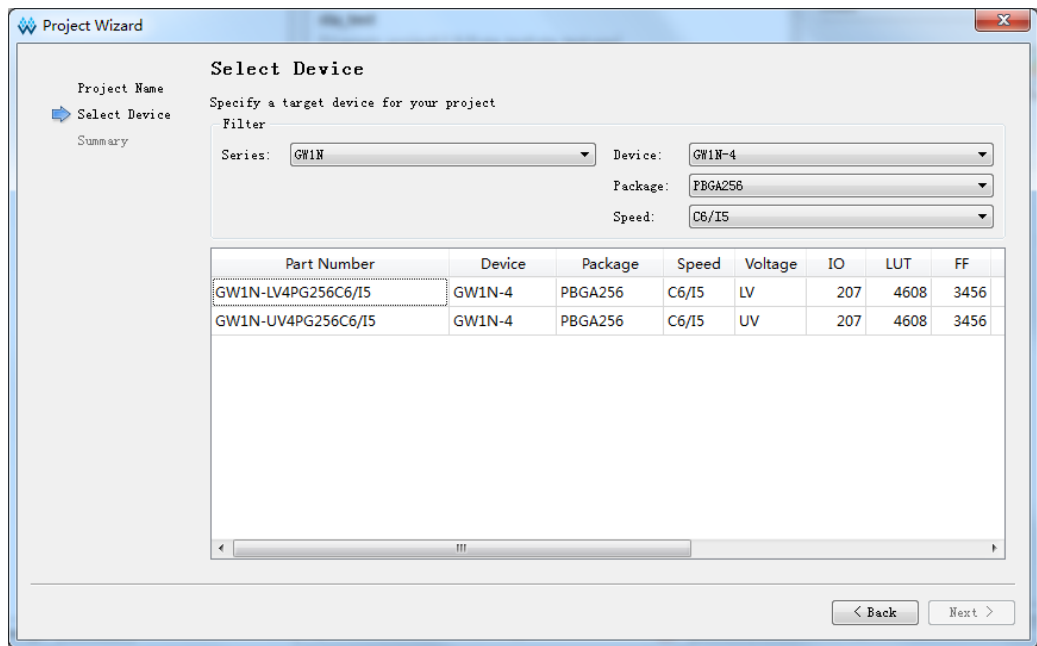 Project Wizard
Project Name
Select Device
Summary
Select Device
Specify a target device for your project
Filter
Series: GW1N Device: GW1N-4
Package: PBGA256
Speed: C6/I5
Part Number Device Package Speed Voltage IO LUT FF
GW1N-LV4PG256C6/I5 GW1N-4 PBGA256 C6/I5 LV 207 4608 3456
GW1N-UV4PG256C6/I5 GW1N-4 PBGA256 C6/I5 UV 207 4608 3456
< Back Next >